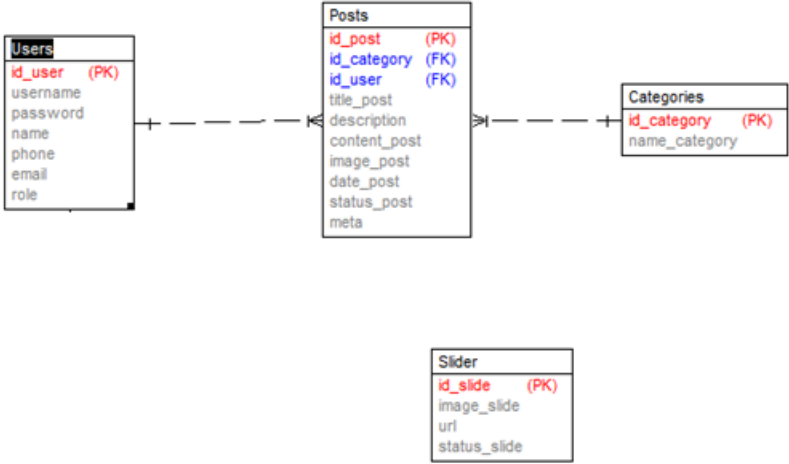 Users
id_user (PK)
username
password
name
phone
email
role
Posts
id_post (PK)
id_category (FK)
id_user (FK)
title_post
description
content_post
image_post
date_post
status_post
meta
Categories
id_category (PK)
name_category
Slider
id_slide (PK)
image_slide
url
status_slide